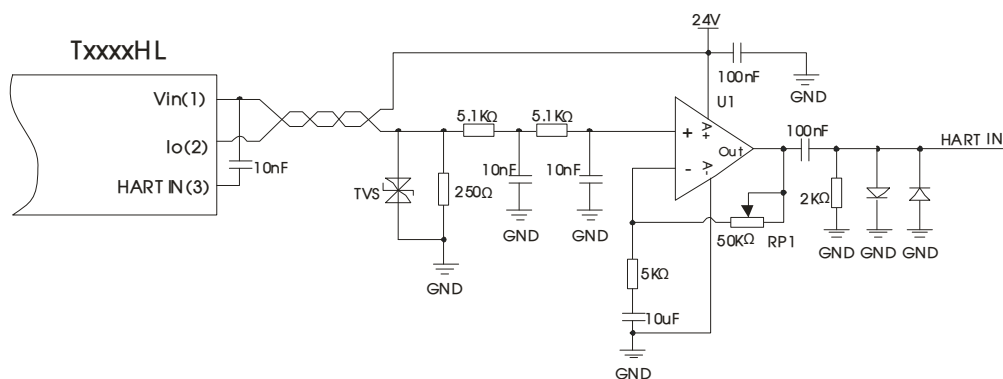 24V
TxxxxHL
100nF
GND
U1
Vin(1)
5.1KΩ
5.1KΩ
A+
100nF
HART IN
+
Out
Io(2)
10nF
A-
-
HART IN(3)
TVS
250Ω
10nF
10nF
2KΩ
GND
GND
50KΩ
RP1
GND
GND
GND
GND
5KΩ
10uF
GND